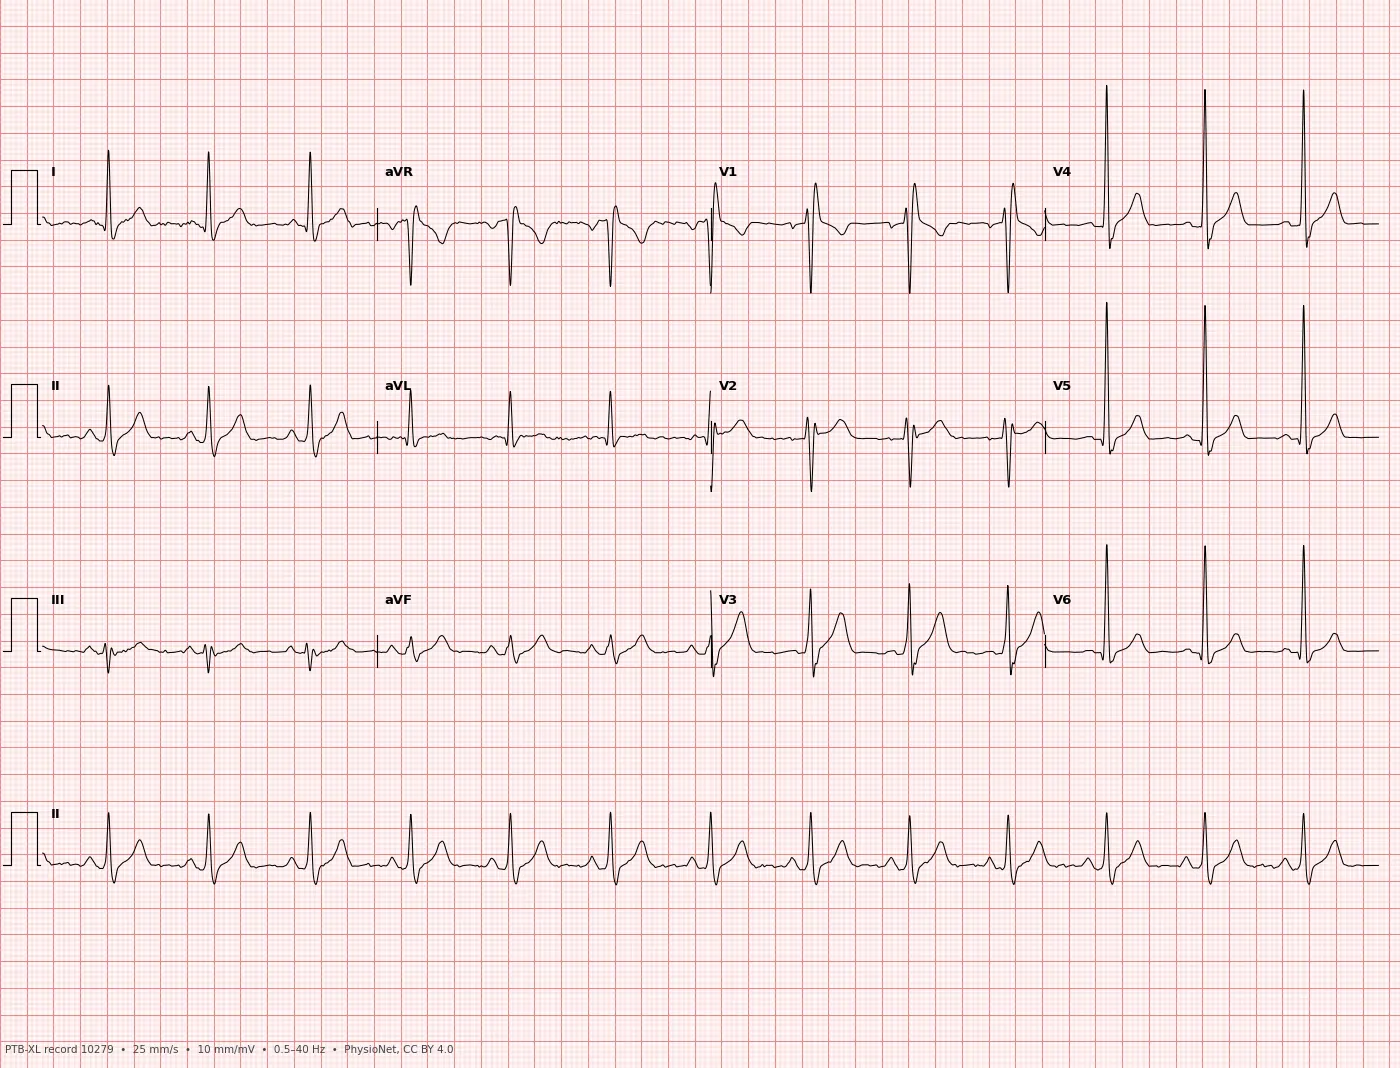 I aVR V1 V4
II aVL V2 V5
III aVF V3 V6
II
PTB-XL record 10279 • 25 mm/s • 10 mm/mV • 0.5–40 Hz • PhysioNet, CC BY 4.0